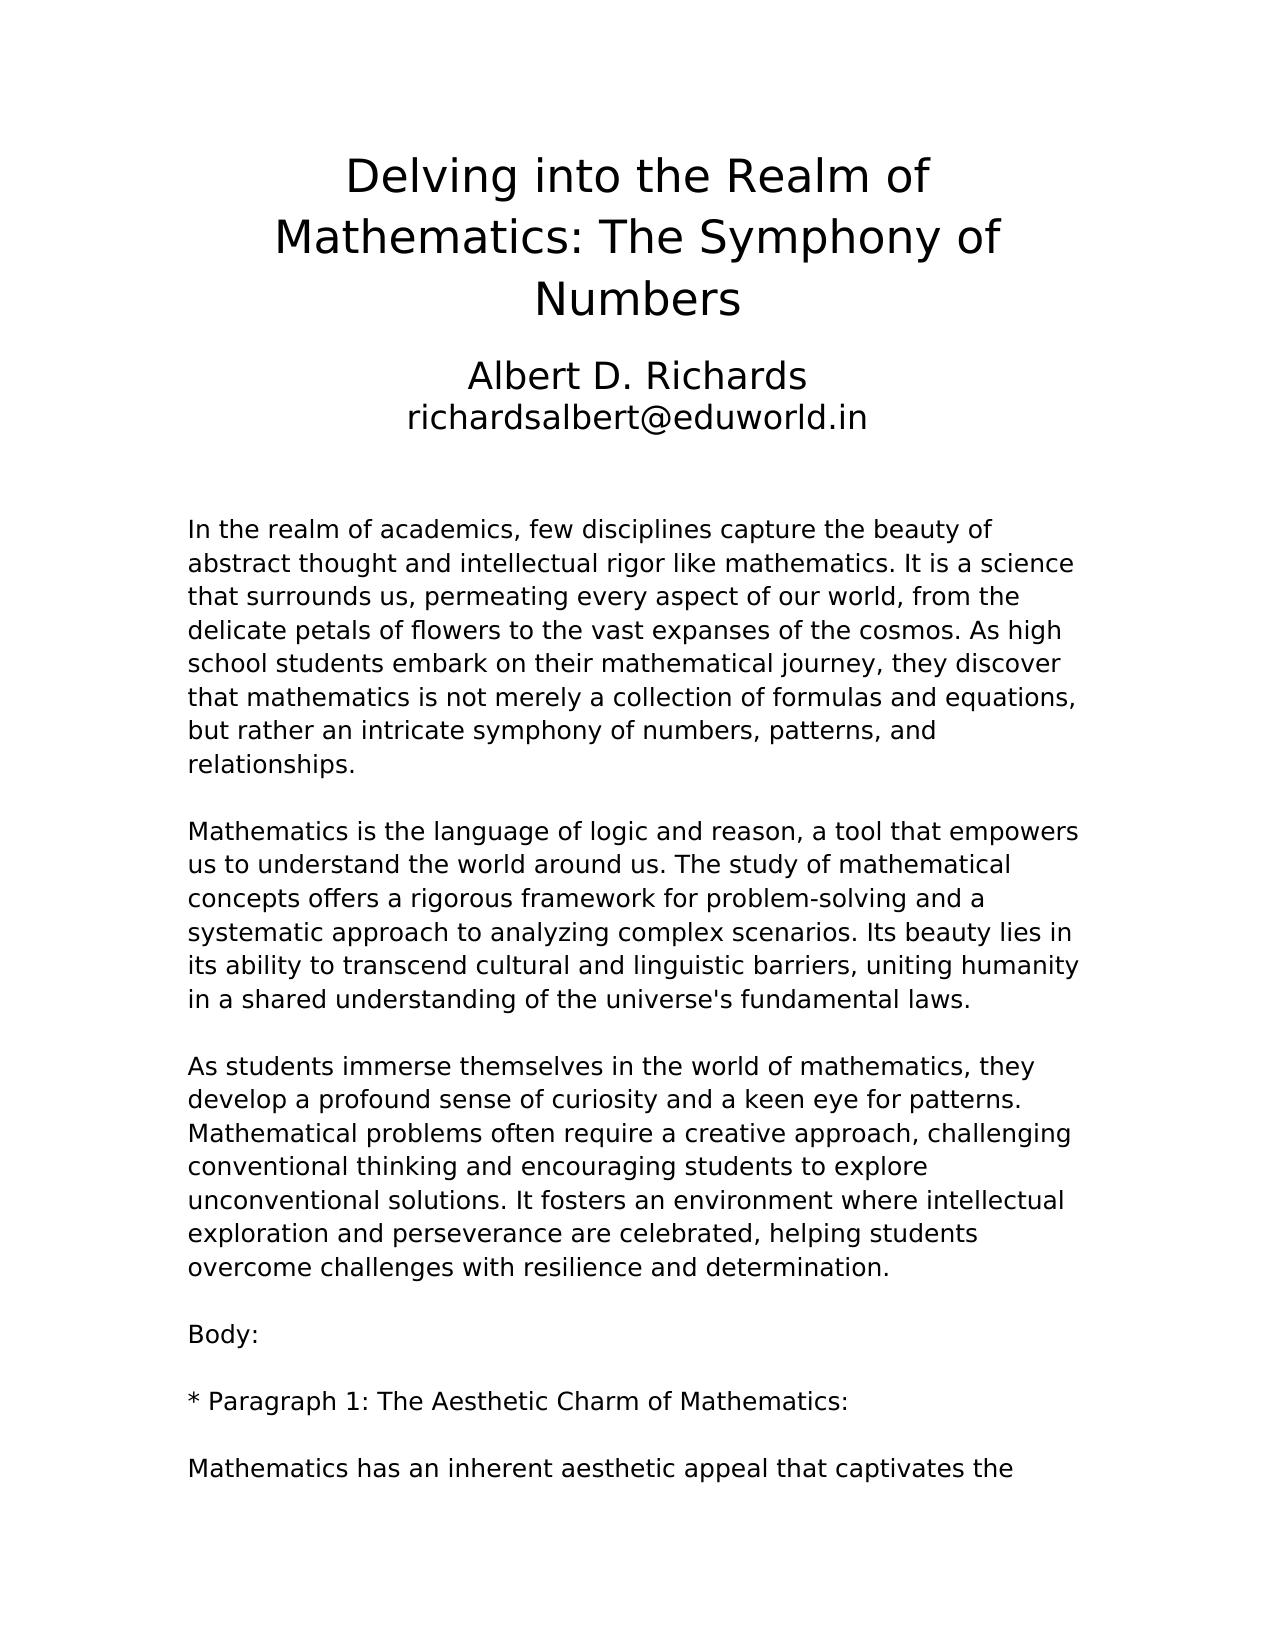 Delving into the Realm of
Mathematics: The Symphony of
Numbers
Albert D. Richards
richardsalbert@eduworld.in
In the realm of academics, few disciplines capture the beauty of
abstract thought and intellectual rigor like mathematics. It is a science
that surrounds us, permeating every aspect of our world, from the
delicate petals of flowers to the vast expanses of the cosmos. As high
school students embark on their mathematical journey, they discover
that mathematics is not merely a collection of formulas and equations,
but rather an intricate symphony of numbers, patterns, and
relationships.
Mathematics is the language of logic and reason, a tool that empowers
us to understand the world around us. The study of mathematical
concepts offers a rigorous framework for problem-solving and a
systematic approach to analyzing complex scenarios. Its beauty lies in
its ability to transcend cultural and linguistic barriers, uniting humanity
in a shared understanding of the universe's fundamental laws.
As students immerse themselves in the world of mathematics, they
develop a profound sense of curiosity and a keen eye for patterns.
Mathematical problems often require a creative approach, challenging
conventional thinking and encouraging students to explore
unconventional solutions. It fosters an environment where intellectual
exploration and perseverance are celebrated, helping students
overcome challenges with resilience and determination.
Body:
* Paragraph 1: The Aesthetic Charm of Mathematics:
Mathematics has an inherent aesthetic appeal that captivates the